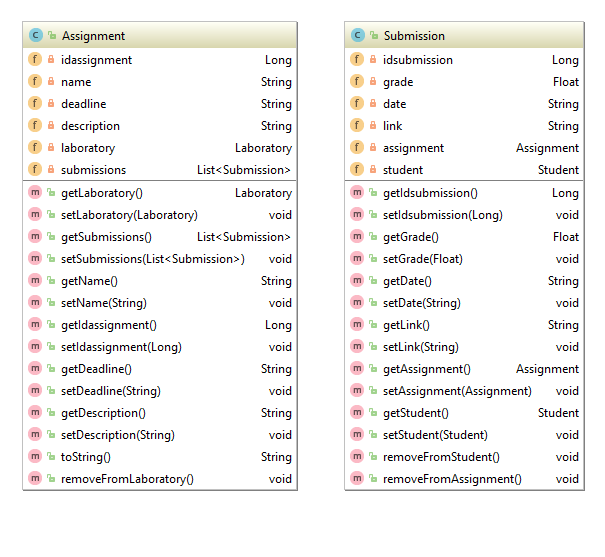 C Assignment
f idassignment Long
f name String
f deadline String
f description String
f laboratory Laboratory
f submissions List<Submission>
m getLaboratory() Laboratory
m setLaboratory(Laboratory) void
m getSubmissions() List<Submission>
m setSubmissions(List<Submission>) void
m getName() String
m setName(String) void
m getIdassignment() Long
m setIdassignment(Long) void
m getDeadline() String
m setDeadline(String) void
m getDescription() String
m setDescription(String) void
m toString() String
m removeFromLaboratory() void
C Submission
f idsubmission Long
f grade Float
f date String
f link String
f assignment Assignment
f student Student
m getIdsubmission() Long
m setIdsubmission(Long) void
m getGrade() Float
m setGrade(Float) void
m getDate() String
m setDate(String) void
m getLink() String
m setLink(String) void
m getAssignment() Assignment
m setAssignment(Assignment) void
m getStudent() Student
m setStudent(Student) void
m removeFromStudent() void
m removeFromAssignment() void